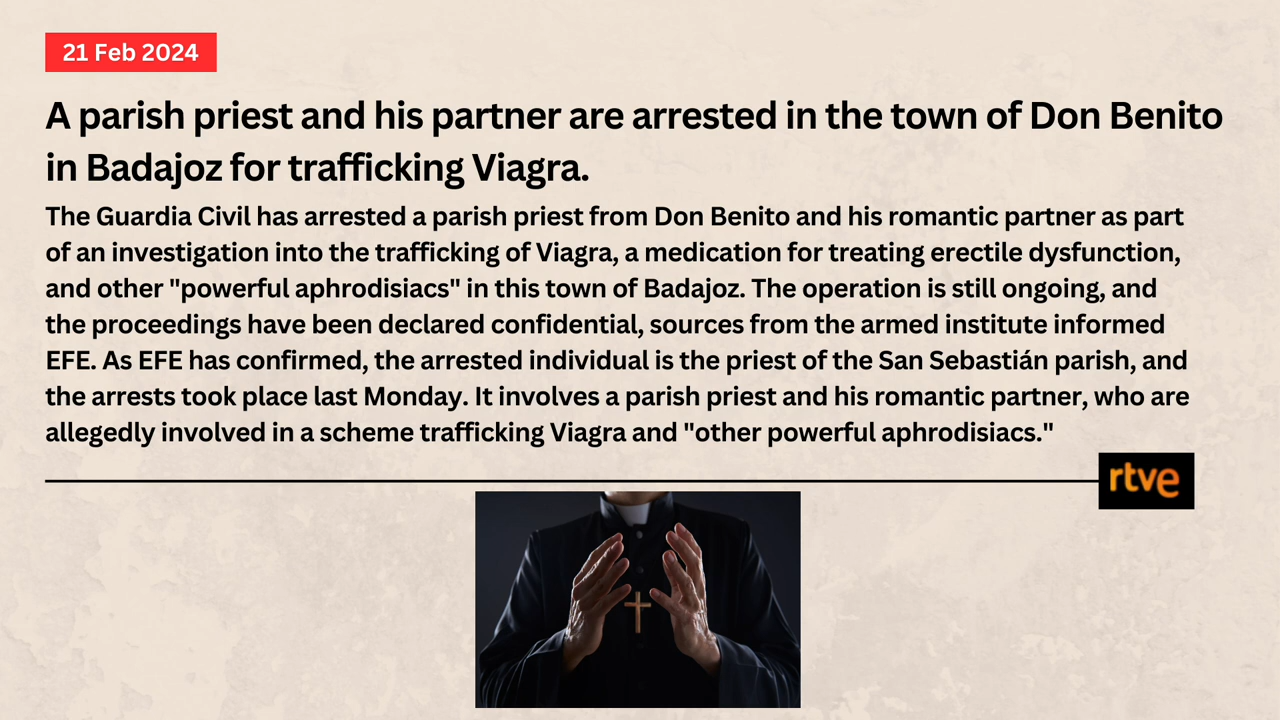 21 Feb 2024
A parish priest and his partner are arrested in the town of Don Benito
in Badajoz for trafficking Viagra.
The Guardia Civil has arrested a parish priest from Don Benito and his romantic partner as part
of an investigation into the trafficking of Viagra, a medication for treating erectile dysfunction,
and other "powerful aphrodisiacs" in this town of Badajoz. The operation is still ongoing, and
the proceedings have been declared confidential, sources from the armed institute informed
EFE. As EFE has confirmed, the arrested individual is the priest of the San Sebastián parish, and
the arrests took place last Monday. It involves a parish priest and his romantic partner, who are
allegedly involved in a scheme trafficking Viagra and "other powerful aphrodisiacs."
rtve